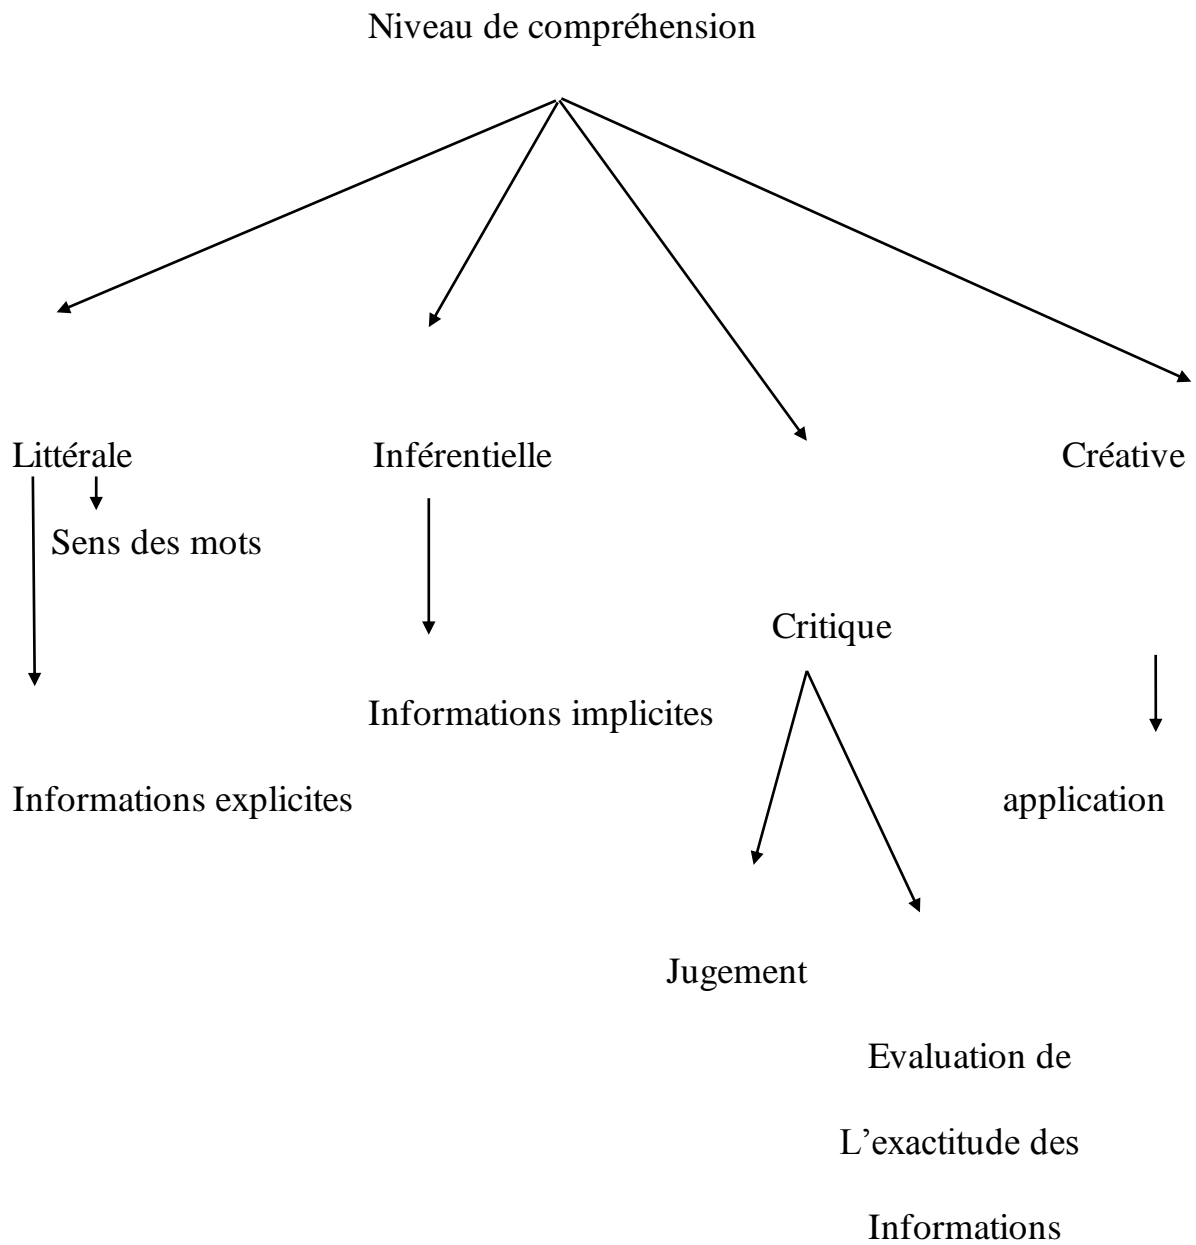 Niveau de compréhension
Littérale
Inférentielle
Créative
Sens des mots
Critique
Informations implicites
Informations explicites
application
Jugement
Evaluation de
L’exactitude des
Informations